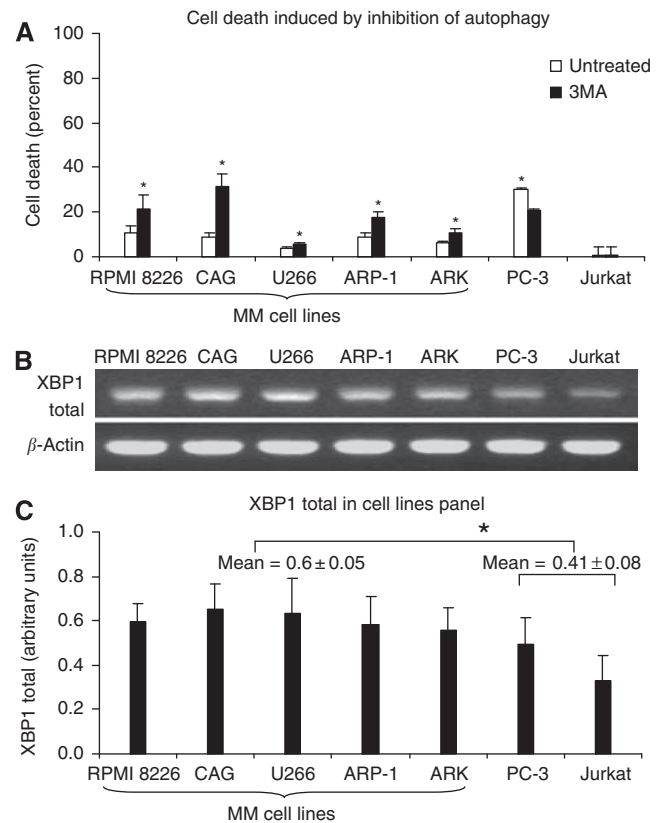 A
Cell death induced by inhibition of autophagy
Cell death (percent)
100
80
60
40
20
0
Untreated
3MA
* * * * * *
RPMI 8226 CAG U266 ARP-1 ARK PC-3 Jurkat
MM cell lines
B
RPMI 8226 CAG U266 ARP-1 ARK PC-3 Jurkat
XBP1
total
β-Actin
C
XBP1 total in cell lines panel
XBP1 total (arbitrary units)
1.0
0.8
0.6
0.4
0.2
0.0
*
Mean = 0.6 ± 0.05 Mean = 0.41 ± 0.08
RPMI 8226 CAG U266 ARP-1 ARK PC-3 Jurkat
MM cell lines